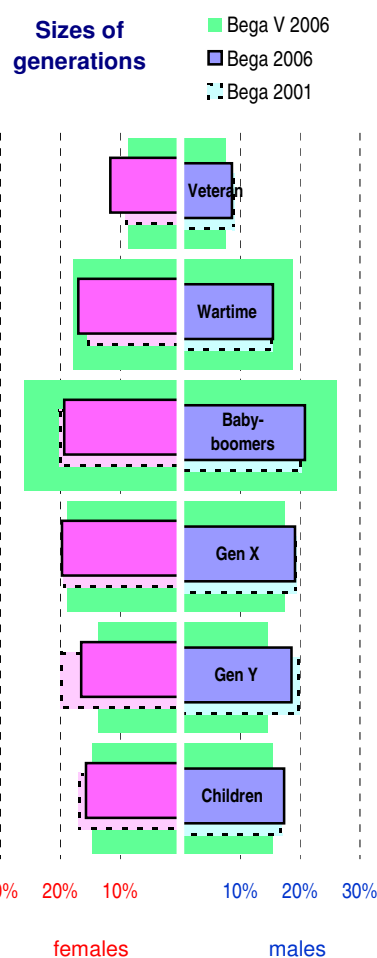 Sizes of
generations
Bega V 2006
Bega 2006
Bega 2001
Veteran
Wartime
Baby-
boomers
Gen X
Gen Y
Children
0% 20% 10% 10% 20% 30%
females males